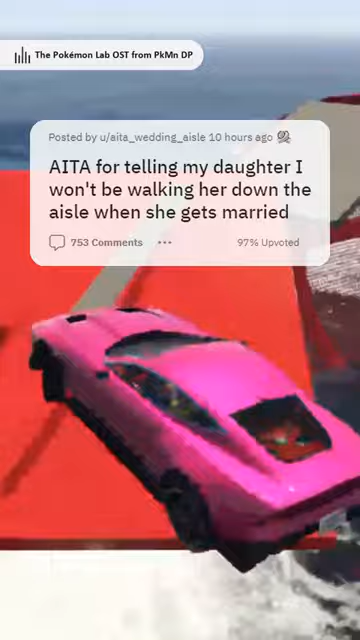 The Pokémon Lab OST from PkMn DP
Posted by u/aita_wedding_aisle 10 hours ago
AITA for telling my daughter I
won't be walking her down the
aisle when she gets married
753 Comments ••• 97% Upvoted